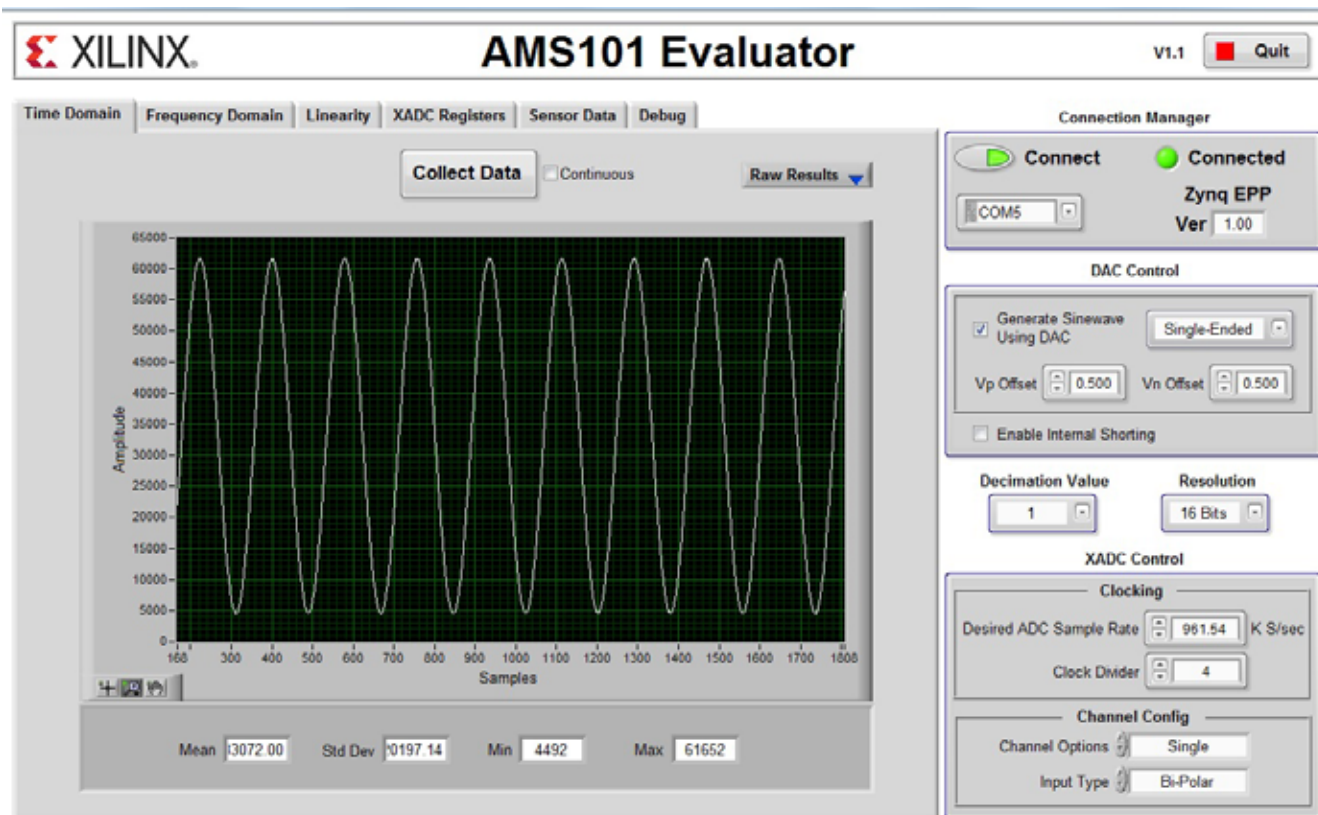 XILINX.
AMS101 Evaluator
V1.1
Quit
Time Domain
Frequency Domain
Linearity
XADC Registers
Sensor Data
Debug
Collect Data
Continuous
Raw Results
Amplitude
65000
60000
55000
50000
45000
40000
35000
30000
25000
20000
15000
10000
5000
0
168 300 400 500 600 700 800 900 1000 1100 1200 1300 1400 1500 1600 1700 1808
Samples
Mean
3072.00
Std Dev
0197.14
Min 4492
Max 61652
Connection Manager
Connect
Connected
COM5
Zynq EPP
Ver 1.00
DAC Control
Generate Sinewave
Using DAC
Single-Ended
Vp Offset 0.500
Vn Offset 0.500
Enable Internal Shorting
Decimation Value
1
Resolution
16 Bits
XADC Control
Clocking
Desired ADC Sample Rate 961.54 K S/sec
Clock Divider 4
Channel Config
Channel Options Single
Input Type Bi-Polar